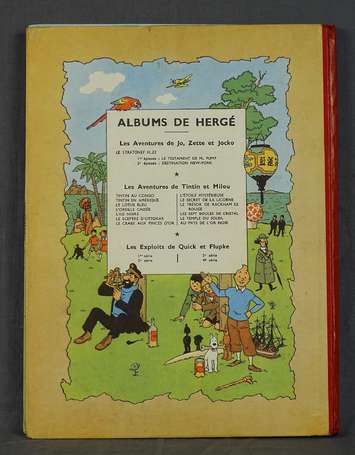 ALBUMS DE HERGÉ
Les Aventures de Jo, Zette et Jocko
LE STRATONEF H.22
1er épisode : LE TESTAMENT DE M. PUMP
2e épisode : DESTINATION NEW-YORK
Les Aventures de Tintin et Milou
TINTIN AU CONGO
TINTIN EN AMÉRIQUE
LE LOTUS BLEU
L'OREILLE CASSÉE
L'ILE NOIRE
LE SCEPTRE D'OTTOKAR
LE CRABE AUX PINCES D'OR
L'ÉTOILE MYSTÉRIEUSE
LE SECRET DE LA LICORNE
LE TRÉSOR DE RACKHAM LE
ROUGE
LES SEPT BOULES DE CRISTAL
LE TEMPLE DU SOLEIL
AU PAYS DE L'OR NOIR
Les Exploits de Quick et Flupke
1re série
2e série
3e série
4e série